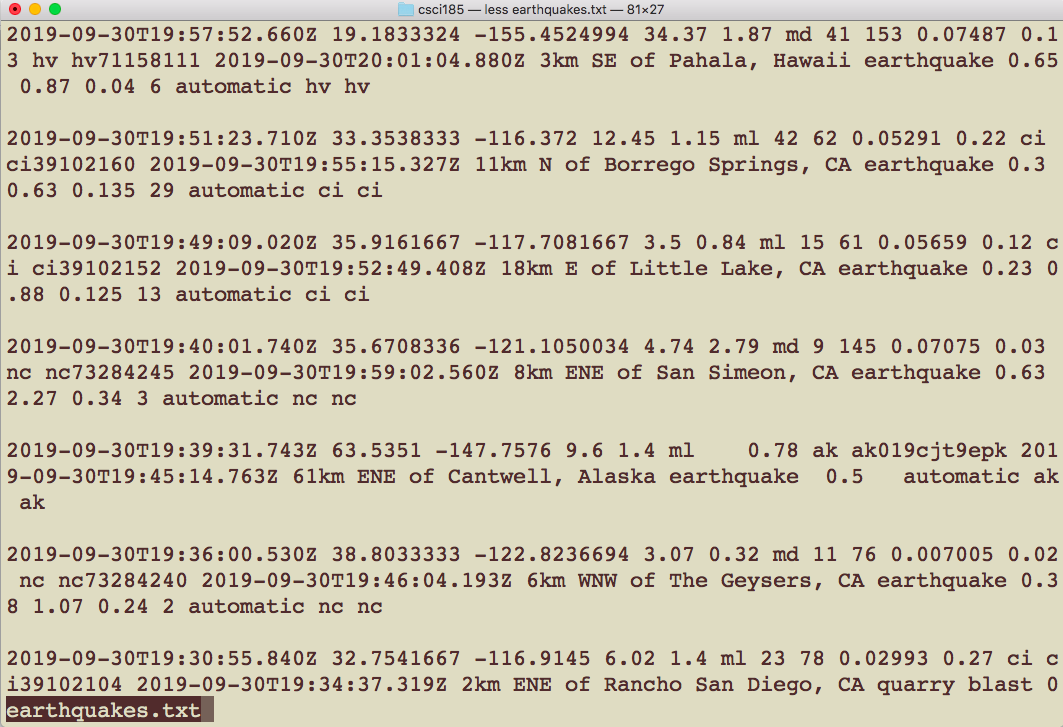 csci185 — less earthquakes.txt — 81×27
2019-09-30T19:57:52.660Z 19.1833324 -155.4524994 34.37 1.87 md 41 153 0.07487 0.1
3 hv hv71158111 2019-09-30T20:01:04.880Z 3km SE of Pahala, Hawaii earthquake 0.65
 0.87 0.04 6 automatic hv hv

2019-09-30T19:51:23.710Z 33.3538333 -116.372 12.45 1.15 ml 42 62 0.05291 0.22 ci
ci39102160 2019-09-30T19:55:15.327Z 11km N of Borrego Springs, CA earthquake 0.3
0.63 0.135 29 automatic ci ci

2019-09-30T19:49:09.020Z 35.9161667 -117.7081667 3.5 0.84 ml 15 61 0.05659 0.12 c
i ci39102152 2019-09-30T19:52:49.408Z 18km E of Little Lake, CA earthquake 0.23 0
.88 0.125 13 automatic ci ci

2019-09-30T19:40:01.740Z 35.6708336 -121.1050034 4.74 2.79 md 9 145 0.07075 0.03
nc nc73284245 2019-09-30T19:59:02.560Z 8km ENE of San Simeon, CA earthquake 0.63
2.27 0.34 3 automatic nc nc

2019-09-30T19:39:31.743Z 63.5351 -147.7576 9.6 1.4 ml    0.78 ak ak019cjt9epk 201
9-09-30T19:45:14.763Z 61km ENE of Cantwell, Alaska earthquake  0.5   automatic ak
 ak

2019-09-30T19:36:00.530Z 38.8033333 -122.8236694 3.07 0.32 md 11 76 0.007005 0.02
 nc nc73284240 2019-09-30T19:46:04.193Z 6km WNW of The Geysers, CA earthquake 0.3
8 1.07 0.24 2 automatic nc nc

2019-09-30T19:30:55.840Z 32.7541667 -116.9145 6.02 1.4 ml 23 78 0.02993 0.27 ci c
i39102104 2019-09-30T19:34:37.319Z 2km ENE of Rancho San Diego, CA quarry blast 0
earthquakes.txt